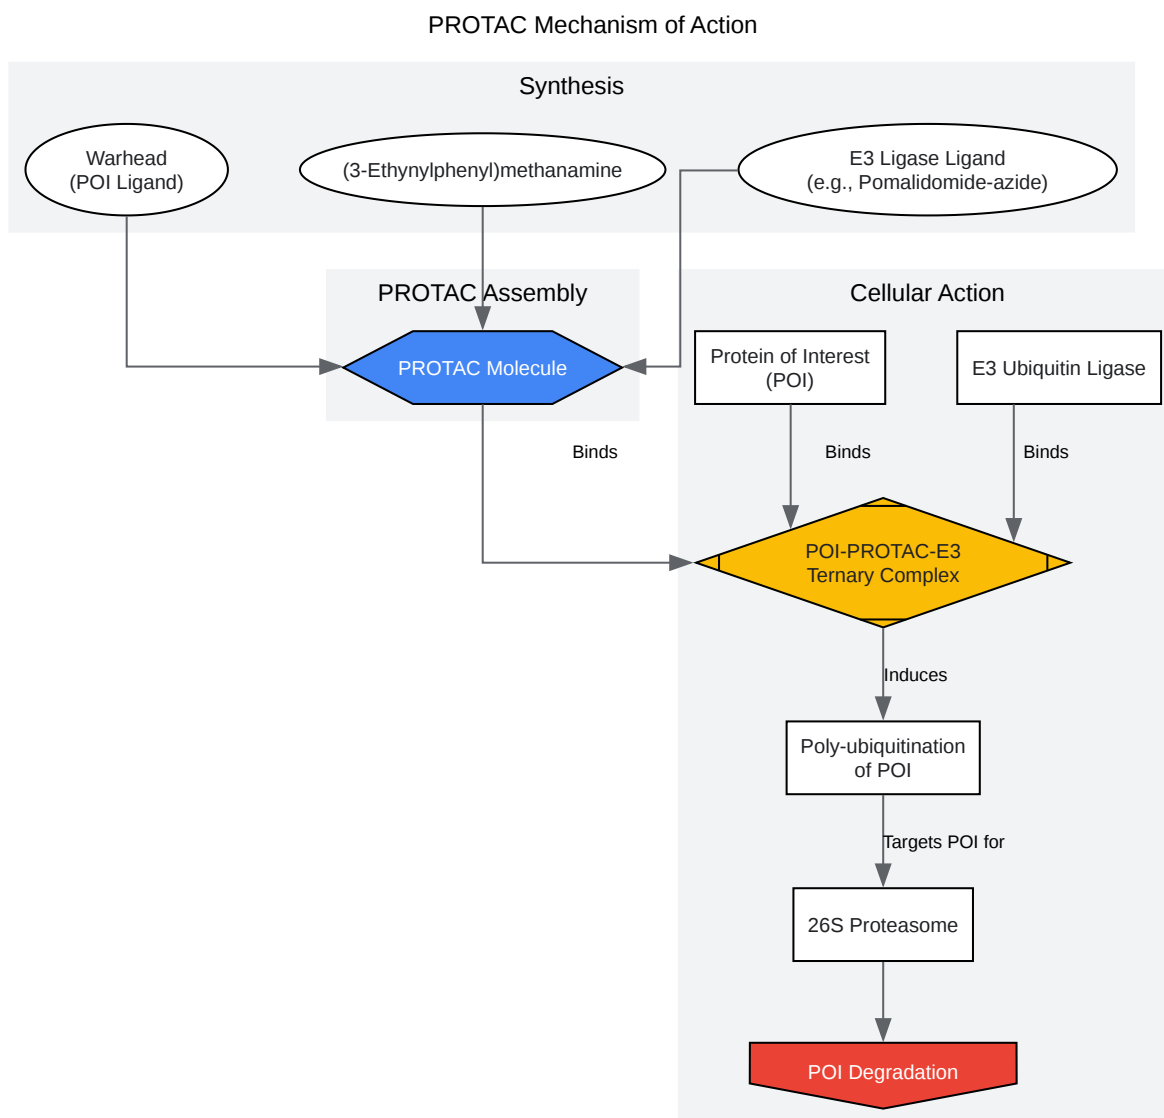 PROTAC Mechanism of Action
Synthesis
Warhead
(POI Ligand)
(3-Ethynylphenyl)methanamine
E3 Ligase Ligand
(e.g., Pomalidomide-azide)
PROTAC Assembly
Cellular Action
PROTAC Molecule
Protein of Interest
(POI)
E3 Ubiquitin Ligase
Binds
Binds
Binds
POI-PROTAC-E3
Ternary Complex
Induces
Poly-ubiquitination
of POI
Targets POI for
26S Proteasome
POI Degradation